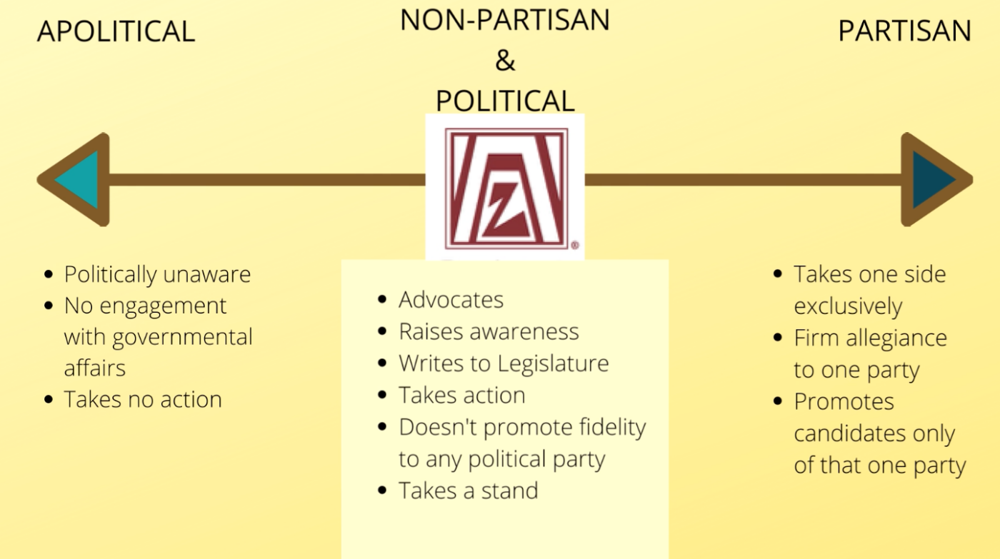 APOLITICAL
NON-PARTISAN
&
POLITICAL
PARTISAN
®
• Politically unaware
• No engagement
with governmental
affairs
• Takes no action
• Advocates
• Raises awareness
• Writes to Legislature
• Takes action
• Doesn't promote fidelity
to any political party
• Takes a stand
• Takes one side
exclusively
• Firm allegiance
to one party
• Promotes
candidates only
of that one party